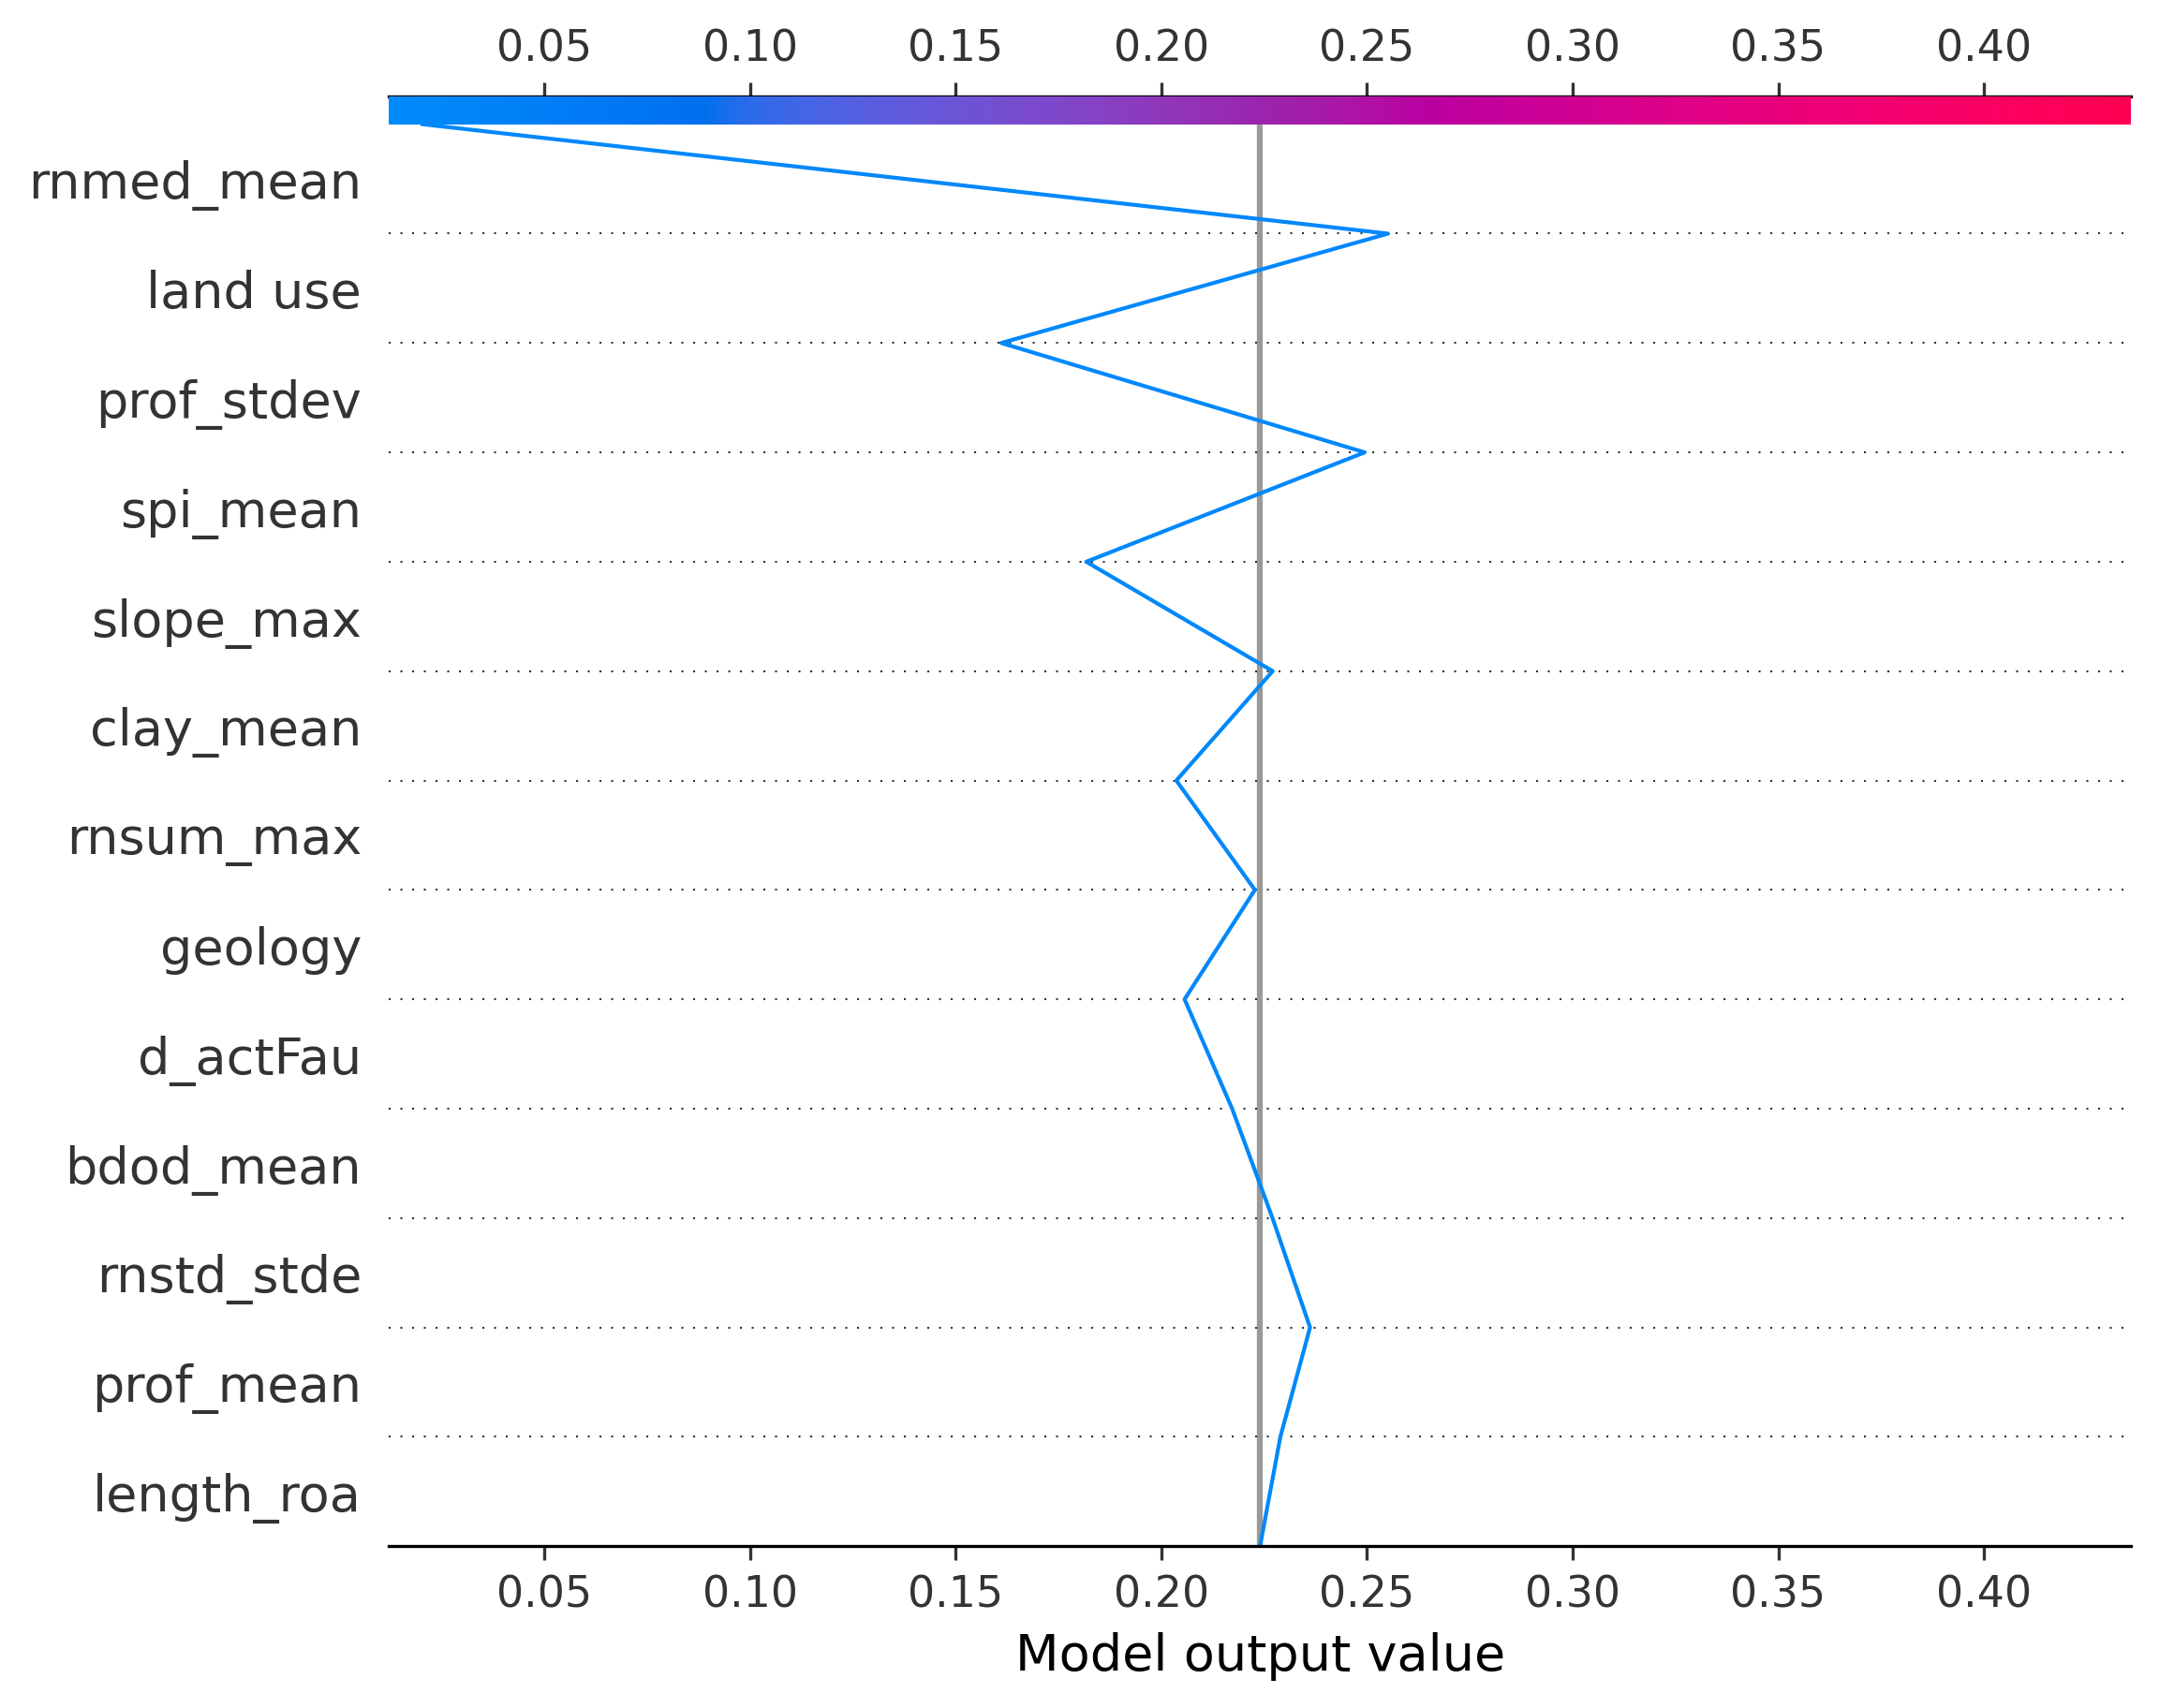 0.05 0.10 0.15 0.20 0.25 0.30 0.35 0.40
rnmed_mean
land use
prof_stdev
spi_mean
slope_max
clay_mean
rnsum_max
geology
d_actFau
bdod_mean
rnstd_stde
prof_mean
length_roa
0.05 0.10 0.15 0.20 0.25 0.30 0.35 0.40
Model output value